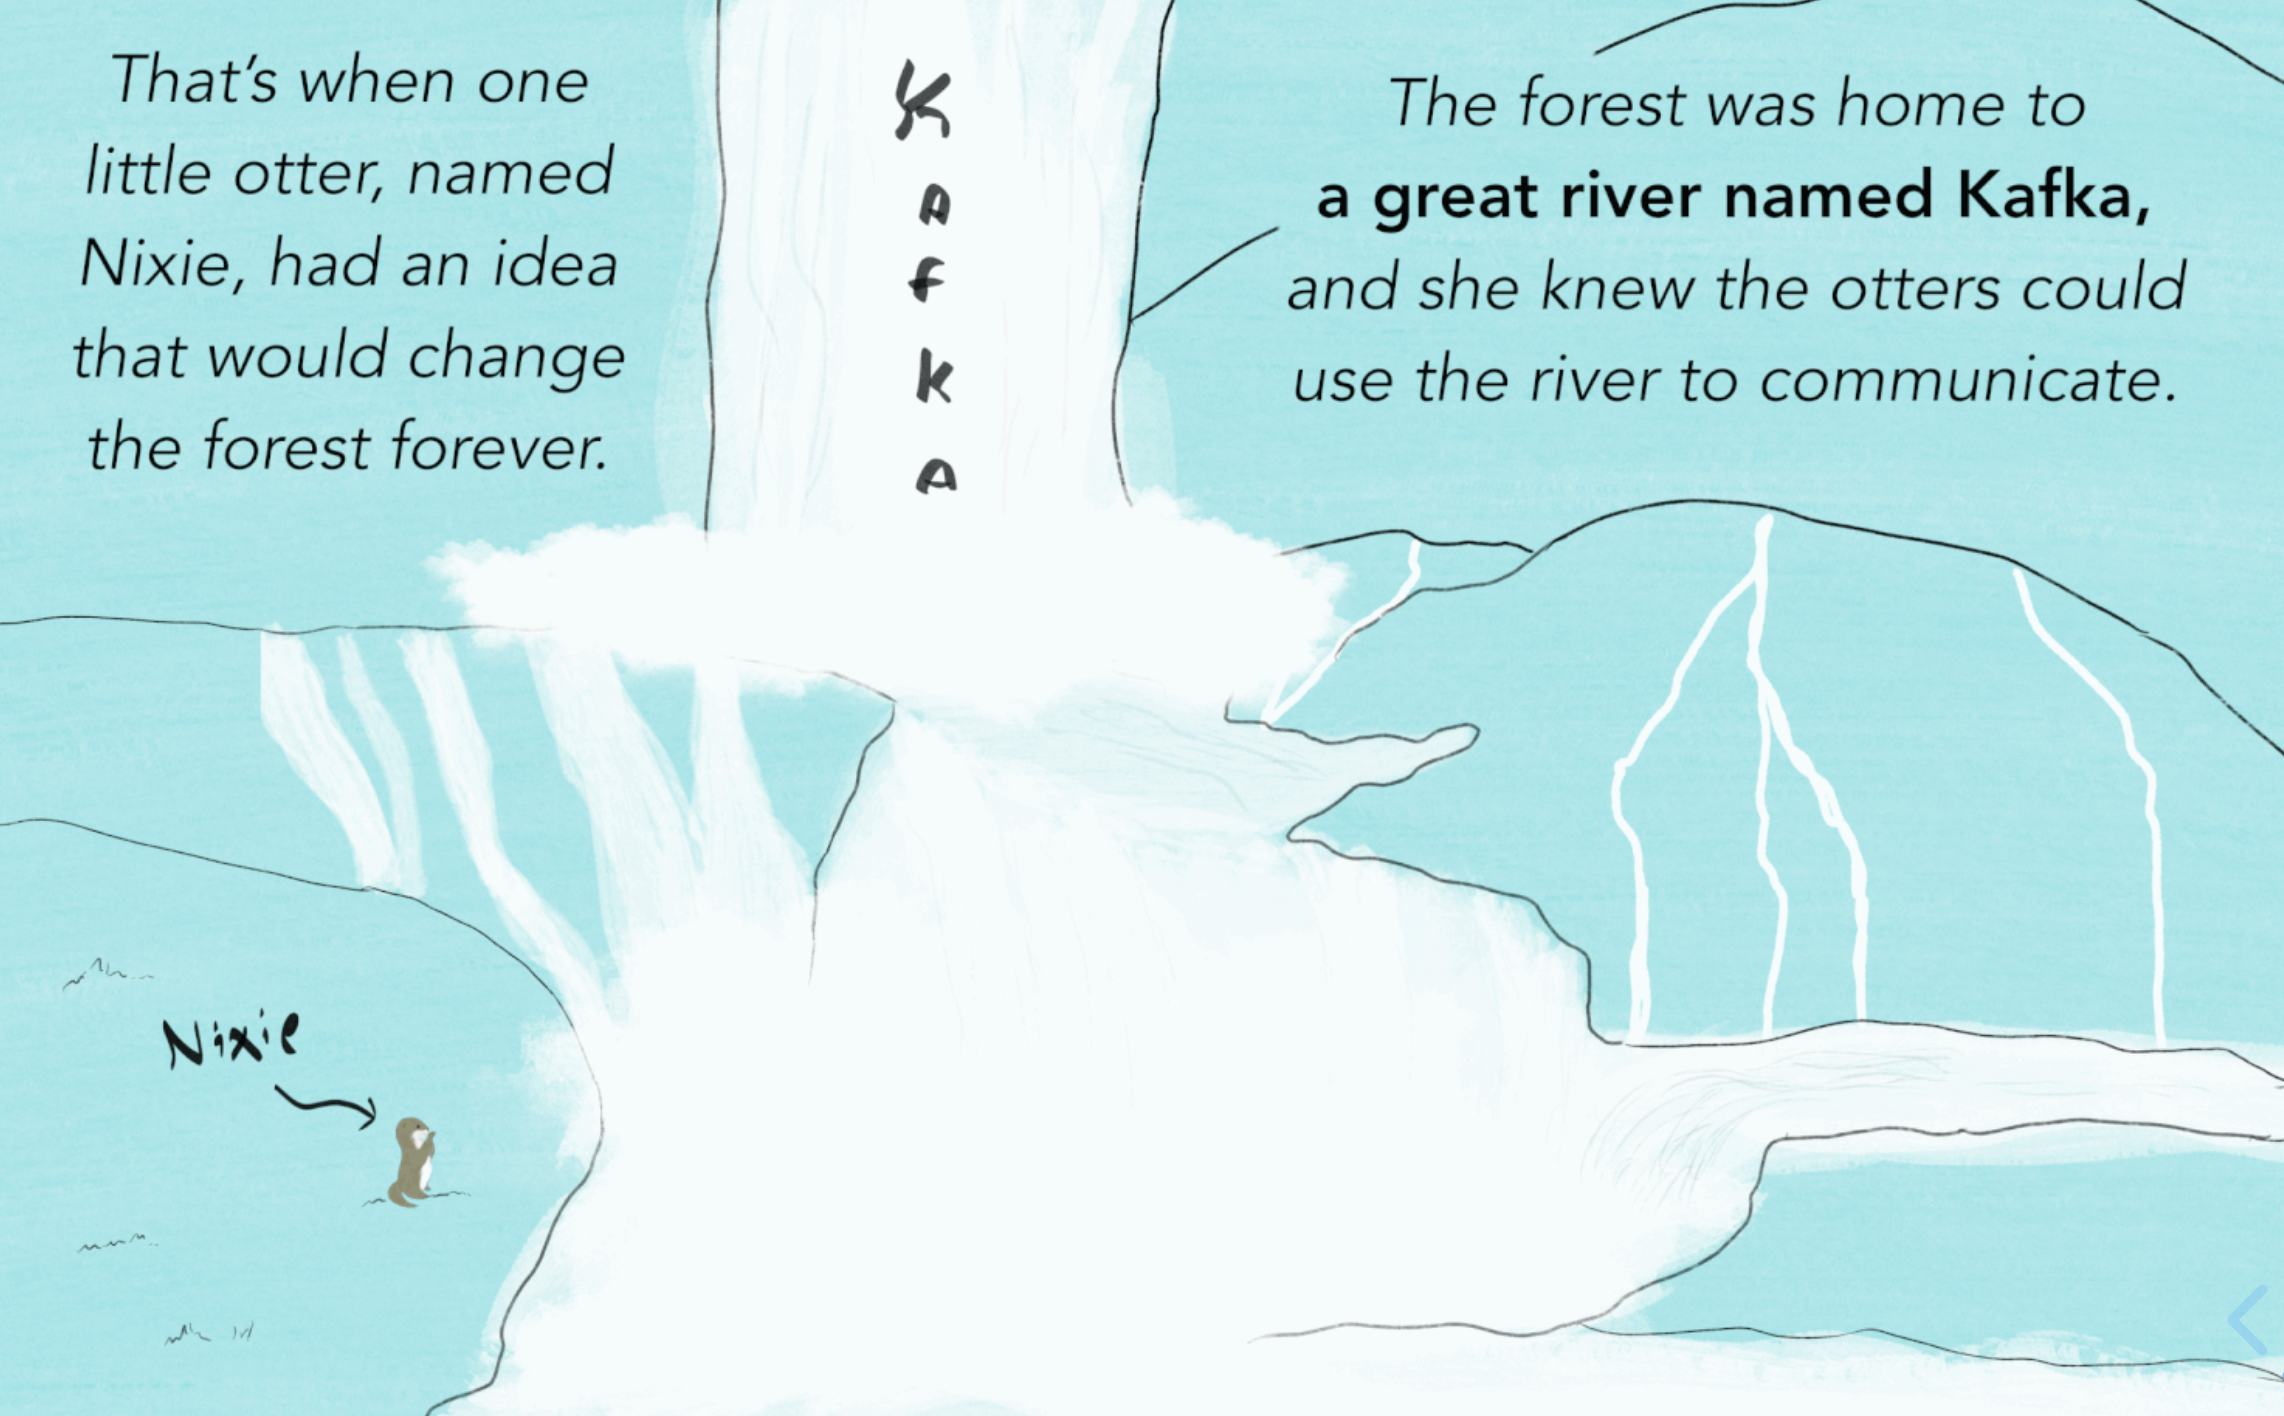 That's when one
little otter, named
Nixie, had an idea
that would change
the forest forever.
K
A
F
K
A
The forest was home to
a great river named Kafka,
and she knew the otters could
use the river to communicate.
Nixie